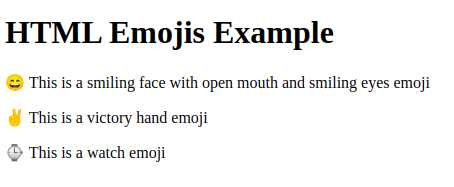 HTML Emojis Example
😄 This is a smiling face with open mouth and smiling eyes emoji
✌ This is a victory hand emoji
⌚ This is a watch emoji